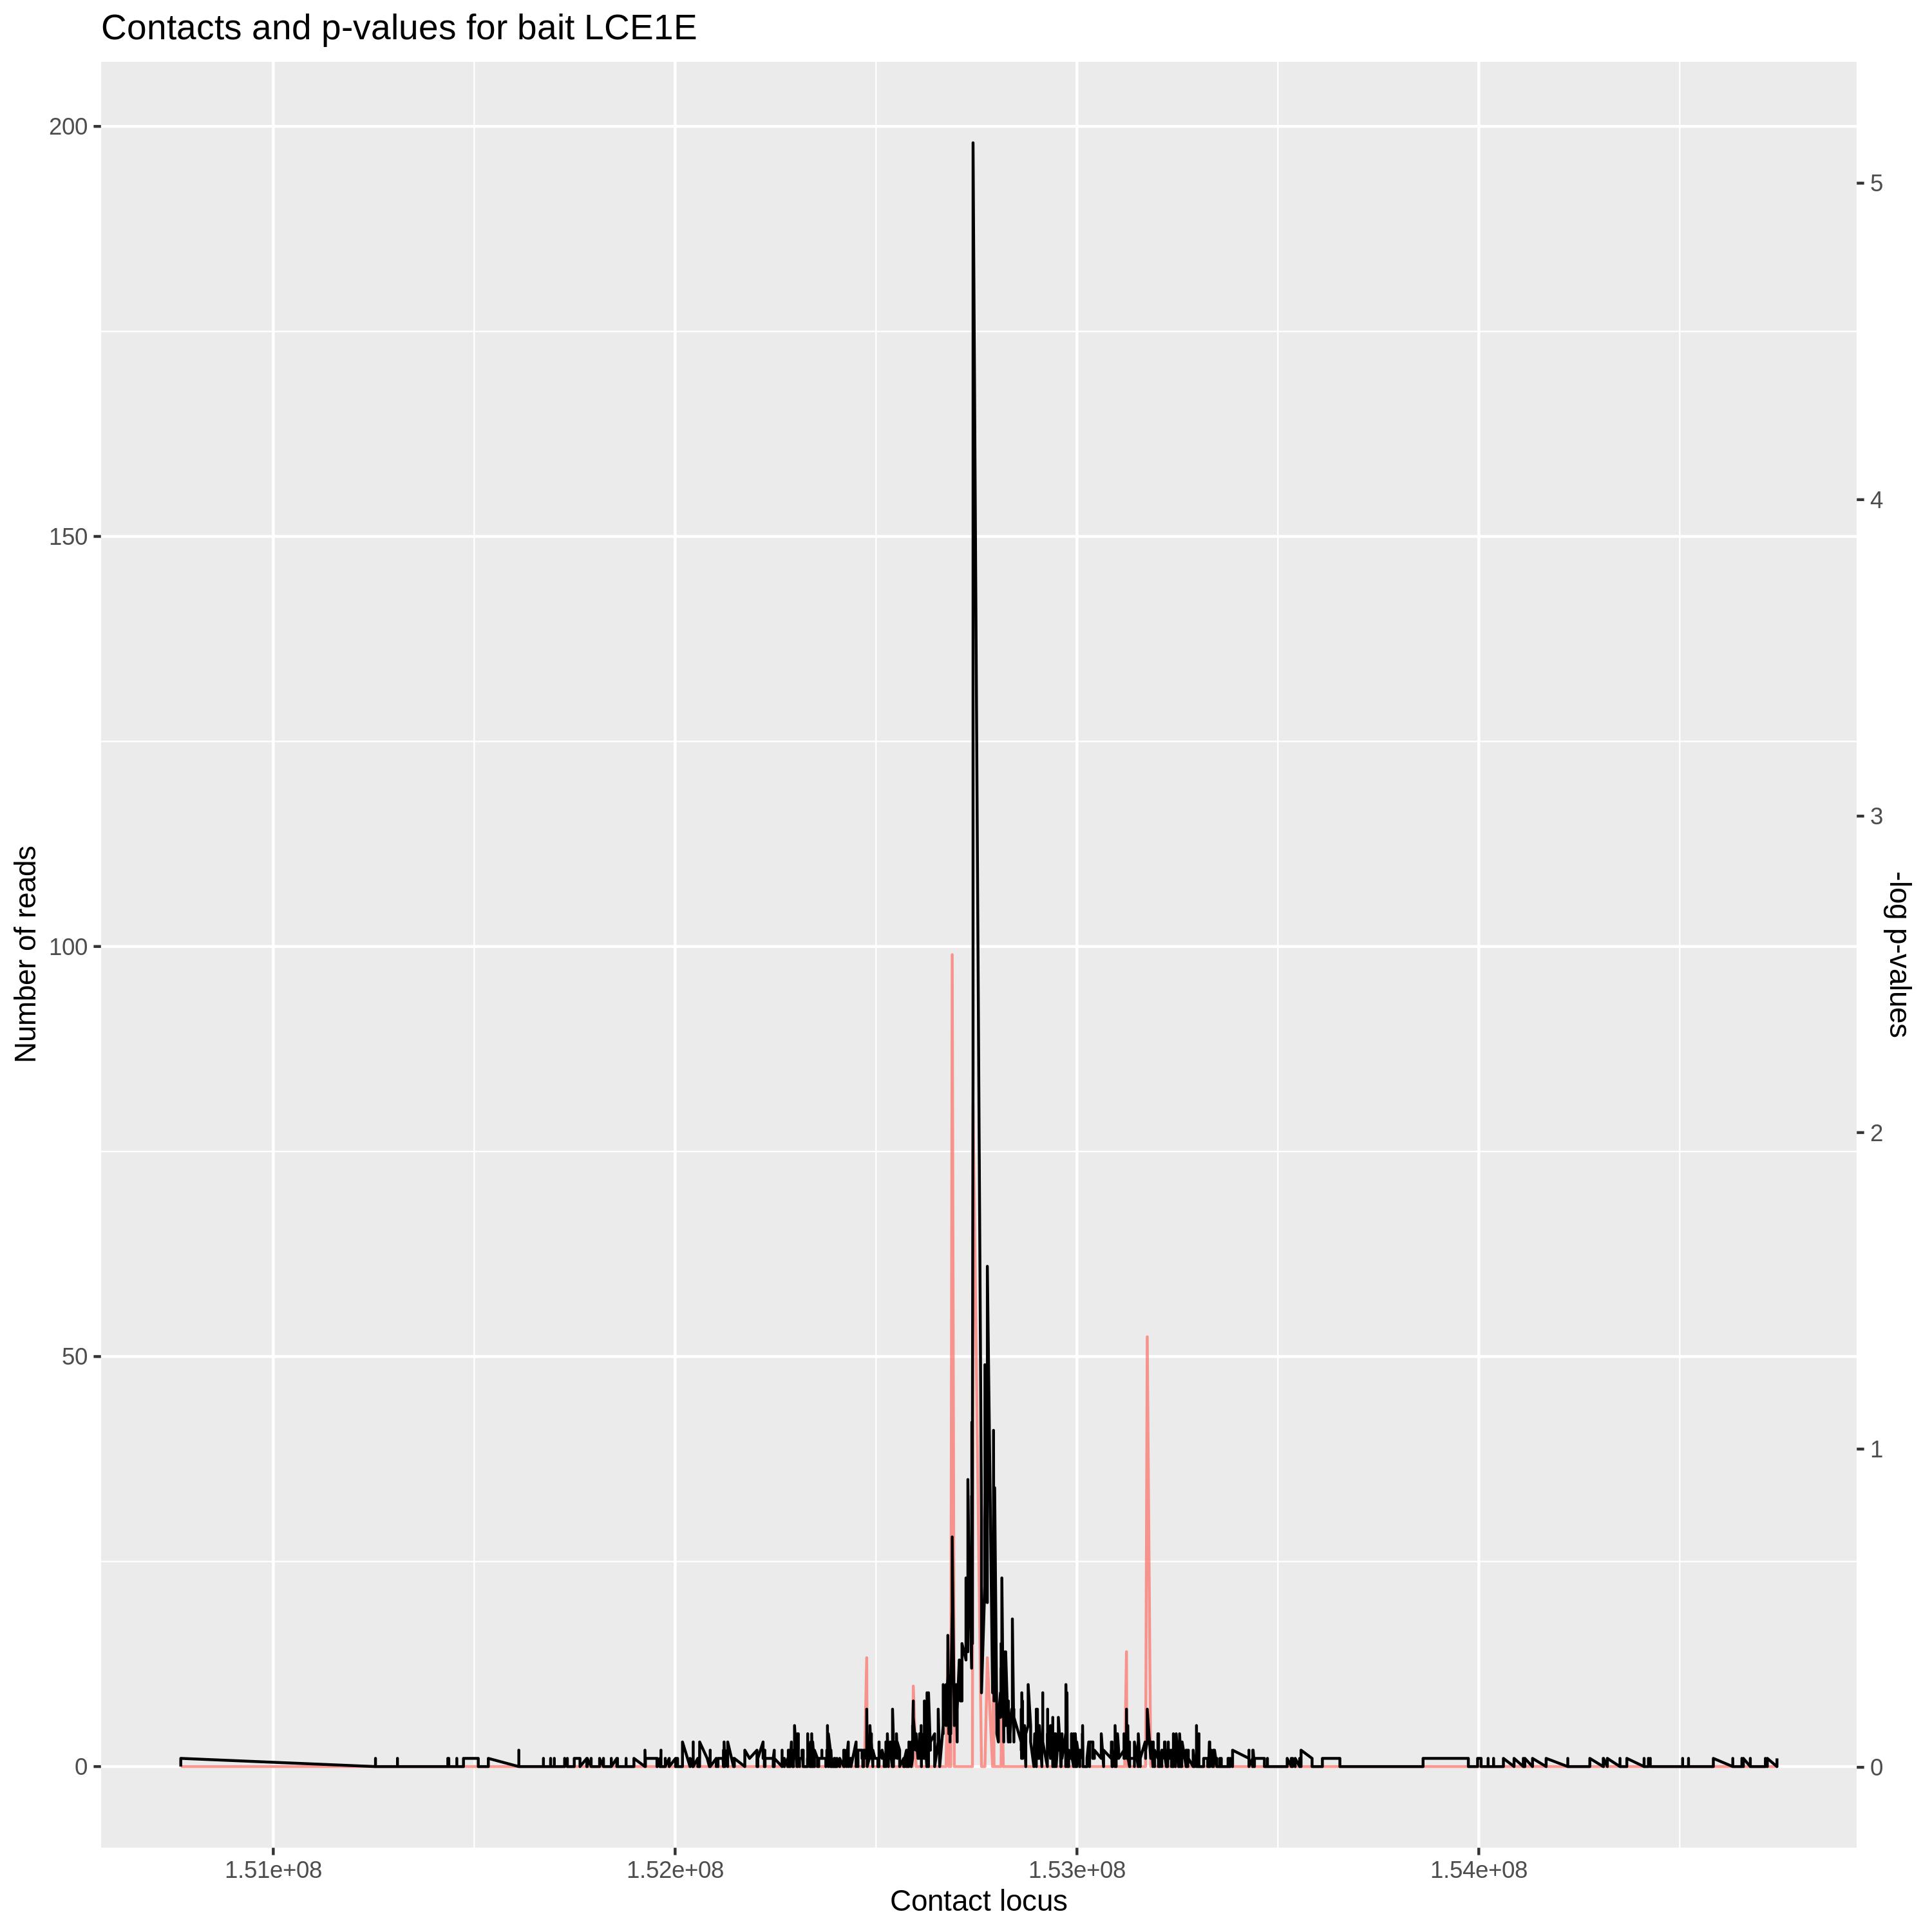 Contacts and p-values for bait LCE1E
200
150
100
50
0
Number of reads
5
4
3
2
1
0
-log p-values
1.51e+08
1.52e+08
1.53e+08
1.54e+08
Contact locus